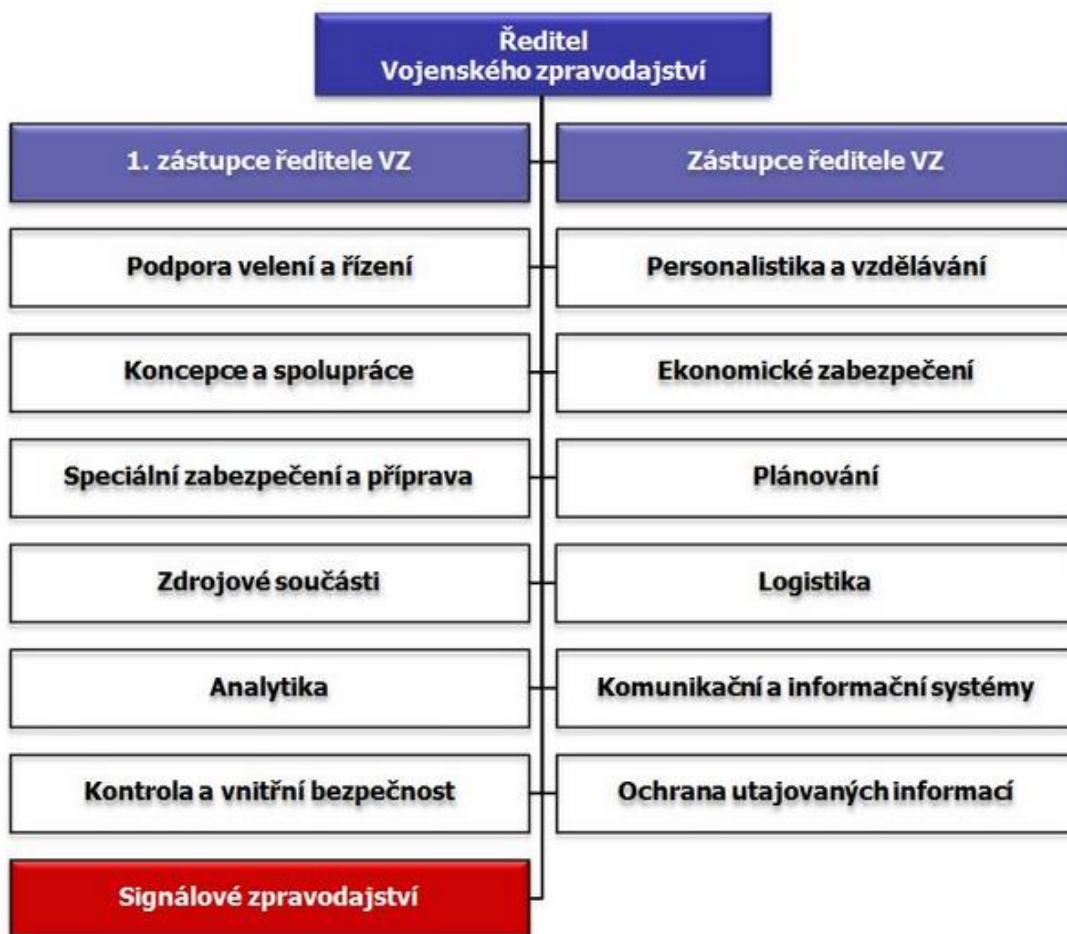 Ředitel
Vojenského zpravodajství
1. zástupce ředitele VZ
Zástupce ředitele VZ
Podpora velení a řízení
Personalistika a vzdělávání
Koncepce a spolupráce
Ekonomické zabezpečení
Speciální zabezpečení a příprava
Plánování
Zdrojové součásti
Logistika
Analytika
Komunikační a informační systémy
Kontrola a vnitřní bezpečnost
Ochrana utajovaných informací
Signálové zpravodajství